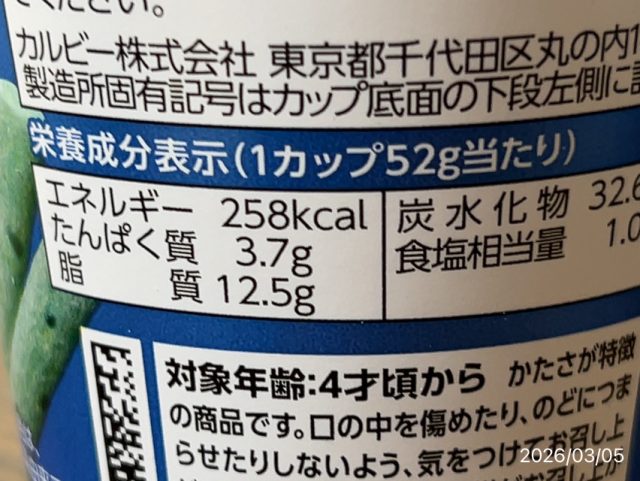 ください。
カルビー株式会社 東京都千代田区丸の内1
製造所固有記号はカップ底面の下段左側に
栄養成分表示(1カップ52g当たり)
エネルギー 258kcal
たんぱく質 3.7g
脂質 12.5g
炭水化物 32.6
食塩相当量 1.0
対象年齢:4才頃から かたさが特徴
の商品です。口の中を傷めたり、のどにつま
らせたりしないよう、気をつけてお召し上
2026/03/05